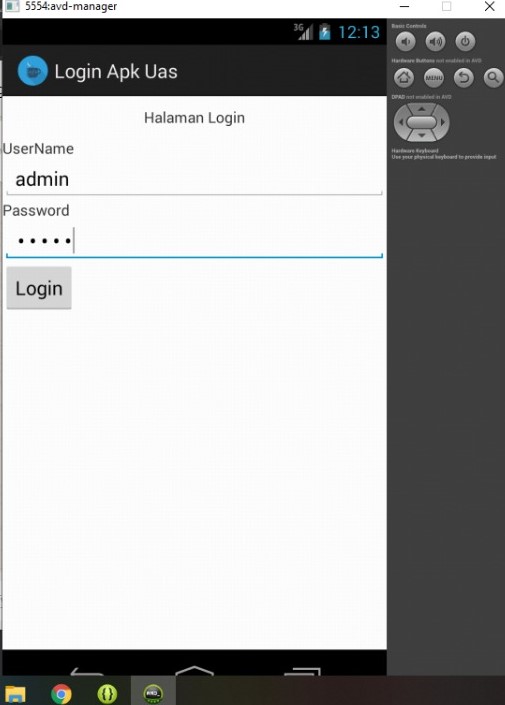 5554:avd-manager
3G 12:13
Login Apk Uas
Halaman Login
UserName
admin
Password
•••••
Login
Basic Controls
Hardware Buttons not enabled in AVD
MENU
DPAD not enabled in AVD
Hardware Keyboard
Use your physical keyboard to provide input